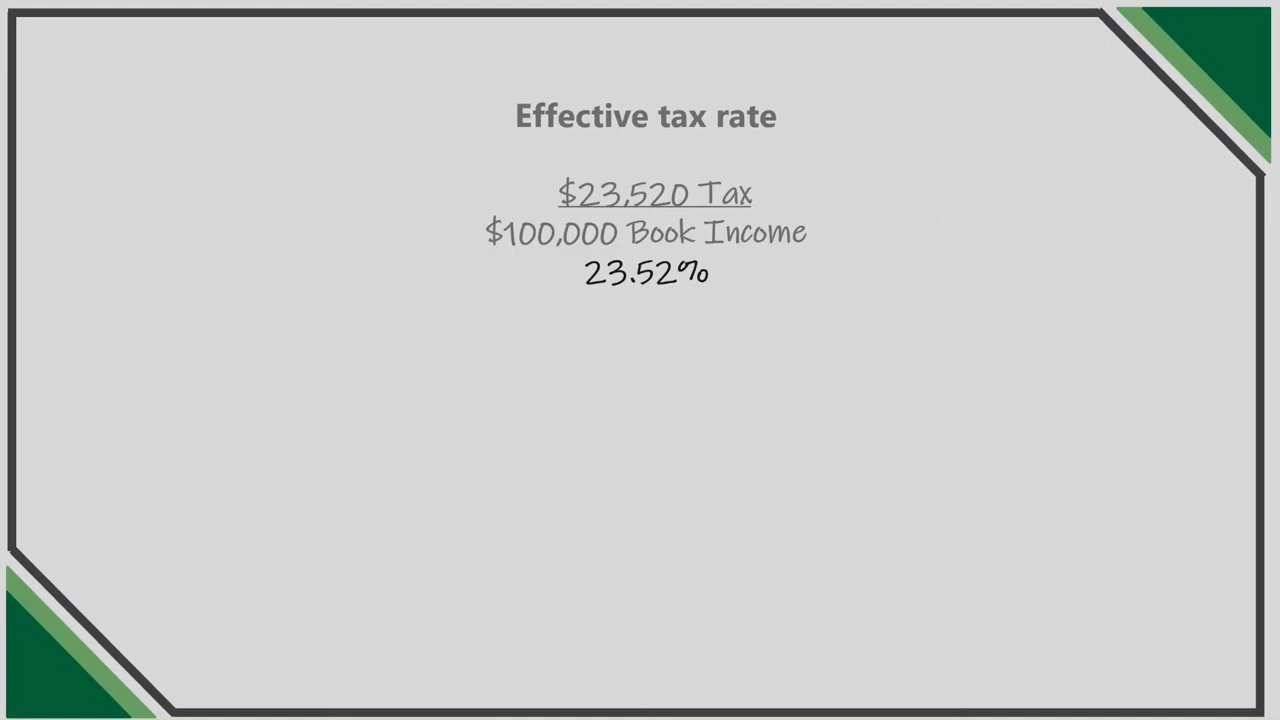 Effective tax rate
$23,520 Tax
$100,000 Book Income
23.52%